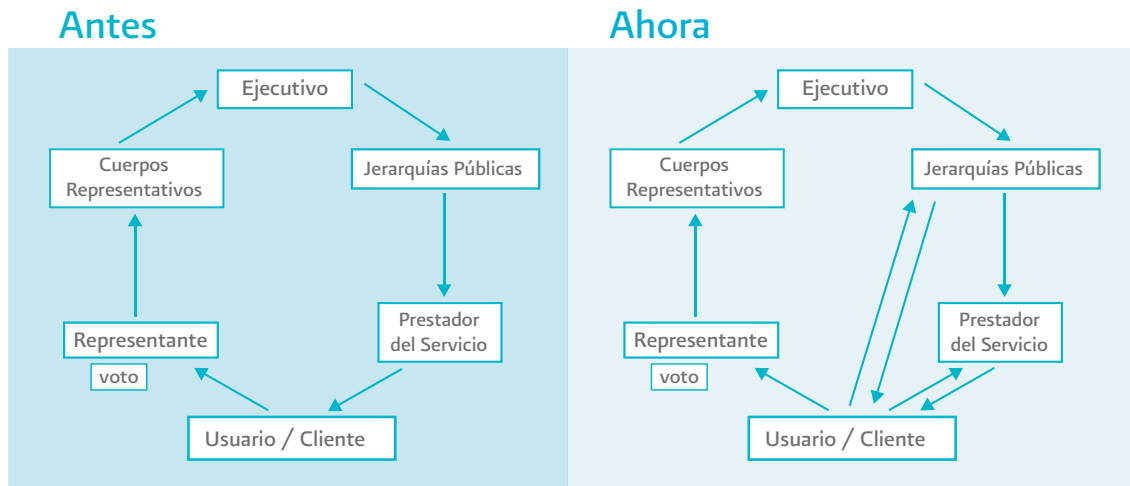 Antes
Ejecutivo
Cuerpos
Representativos
Jerarquías Públicas
Representante
voto
Prestador
del Servicio
Usuario / Cliente
Ahora
Ejecutivo
Cuerpos
Representativos
Jerarquías Públicas
Representante
voto
Prestador
del Servicio
Usuario / Cliente